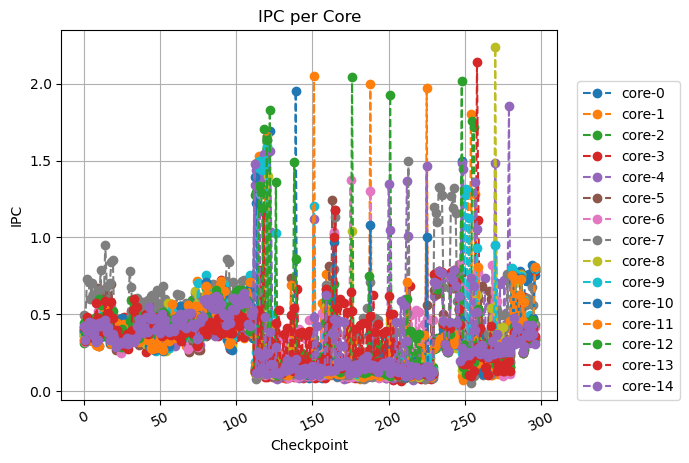 IPC per Core
IPC
2.0
1.5
1.0
0.5
0.0
0
50
100
150
200
250
300
Checkpoint
core-0
core-1
core-2
core-3
core-4
core-5
core-6
core-7
core-8
core-9
core-10
core-11
core-12
core-13
core-14